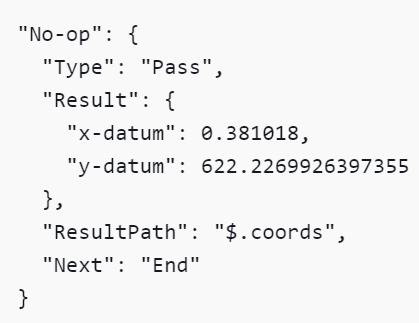 "No-op": {
  "Type": "Pass",
  "Result": {
    "x-datum": 0.381018,
    "y-datum": 622.2269926397355
  },
  "ResultPath": "$.coords",
  "Next": "End"
}